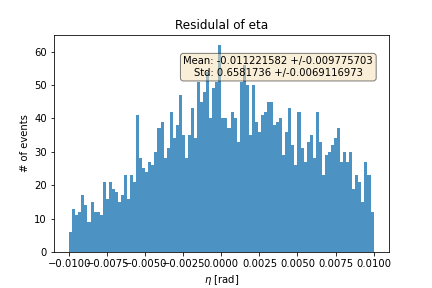 Residulal of eta
Mean: -0.011221582 +/-0.009775703
Std: 0.6581736 +/-0.0069116973
# of events
60
50
40
30
20
10
0
−0.0100 −0.0075 −0.0050 −0.0025 0.0000 0.0025 0.0050 0.0075 0.0100
η [rad]